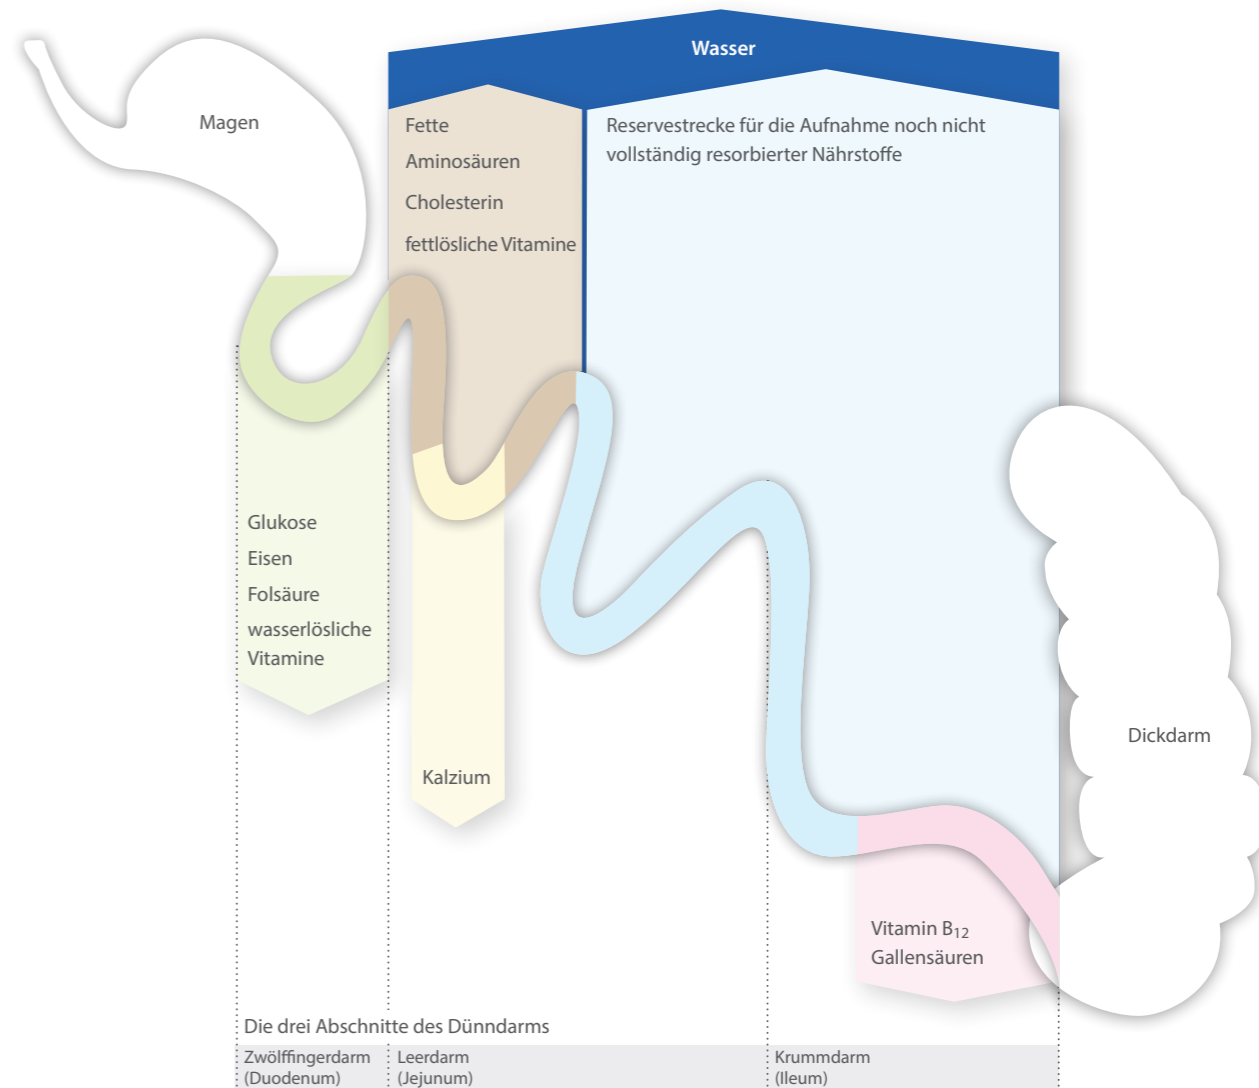 Wasser
Magen
Fette
Aminosäuren
Cholesterin
fettlösliche Vitamine
Reservestrecke für die Aufnahme noch nicht
vollständig resorbierter Nährstoffe
Glukose
Eisen
Folsäure
wasserlösliche
Vitamine
Kalzium
Dickdarm
Vitamin B₁₂
Gallensäuren
Die drei Abschnitte des Dünndarms
Zwölffingerdarm
(Duodenum)
Leerdarm
(Jejunum)
Krummdarm
(Ileum)